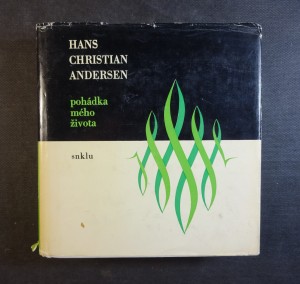 HANS
CHRISTIAN
ANDERSEN
pohádka
mého
života
snklu